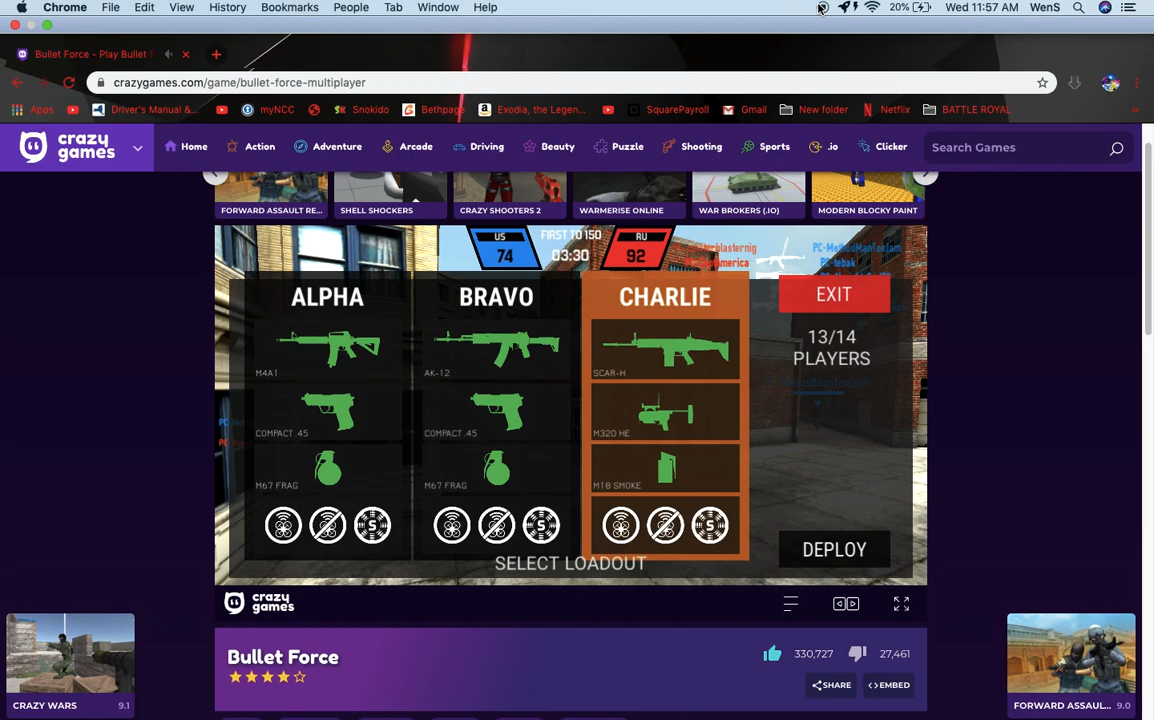 Chrome File Edit View History Bookmarks People Tab Window Help 20% Wed 11:57 AM WenS
Bullet Force - Play Bullet F
crazygames.com/game/bullet-force-multiplayer
Apps Driver's Manual &... myNCC Snokido Bethpage Exodia, the Legen... SquarePayroll Gmail New folder Netflix BATTLE ROYAL
crazy games Home Action Adventure Arcade Driving Beauty Puzzle Shooting Sports .io Clicker Search Games
FORWARD ASSAULT RE... SHELL SHOCKERS CRAZY SHOOTERS 2 WARMERISE ONLINE WAR BROKERS (.IO) MODERN BLOCKY PAINT
US FIRST TO 150 RU
74 03:30 92
PC-MethodManToeJam
PC-tebak
America
ALPHA BRAVO CHARLIE EXIT
13/14
PLAYERS
M4A1 AK-12 SCAR-H
COMPACT .45 COMPACT .45 M320 HE
M67 FRAG M67 FRAG M18 SMOKE
S S S
SELECT LOADOUT DEPLOY
crazy games
Bullet Force 330,727 27,461
SHARE EMBED
CRAZY WARS 9.1 FORWARD ASSAUL... 9.0